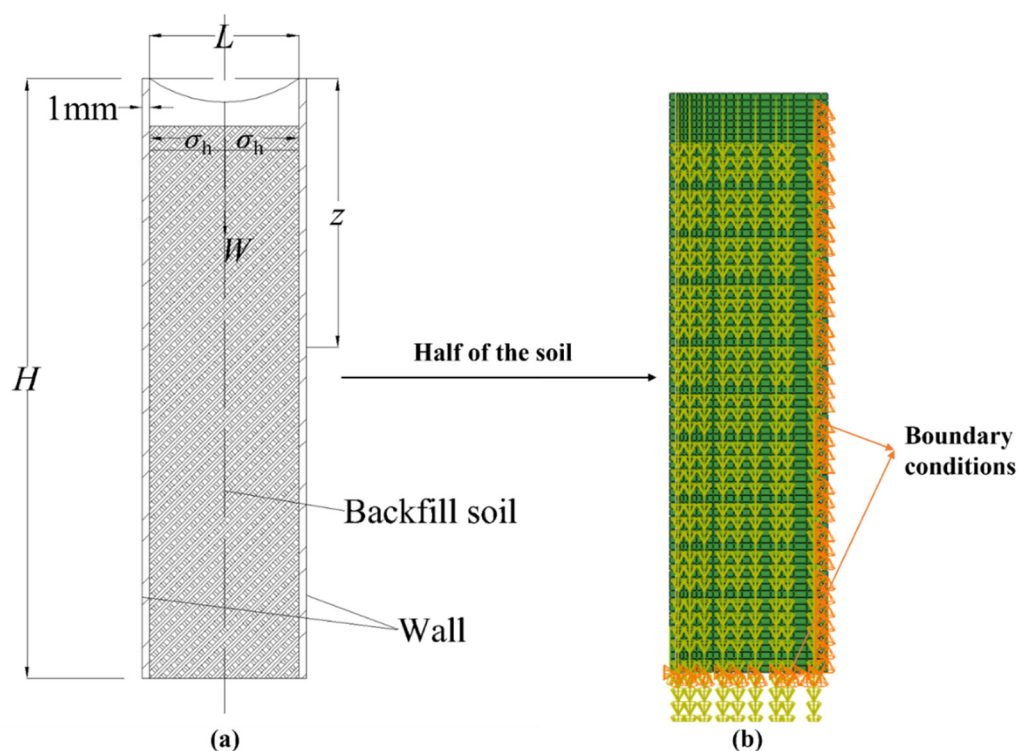 L
1mm
σh σh
z
W
H
Half of the soil
Boundary
conditions
Backfill soil
Wall
(a)
(b)